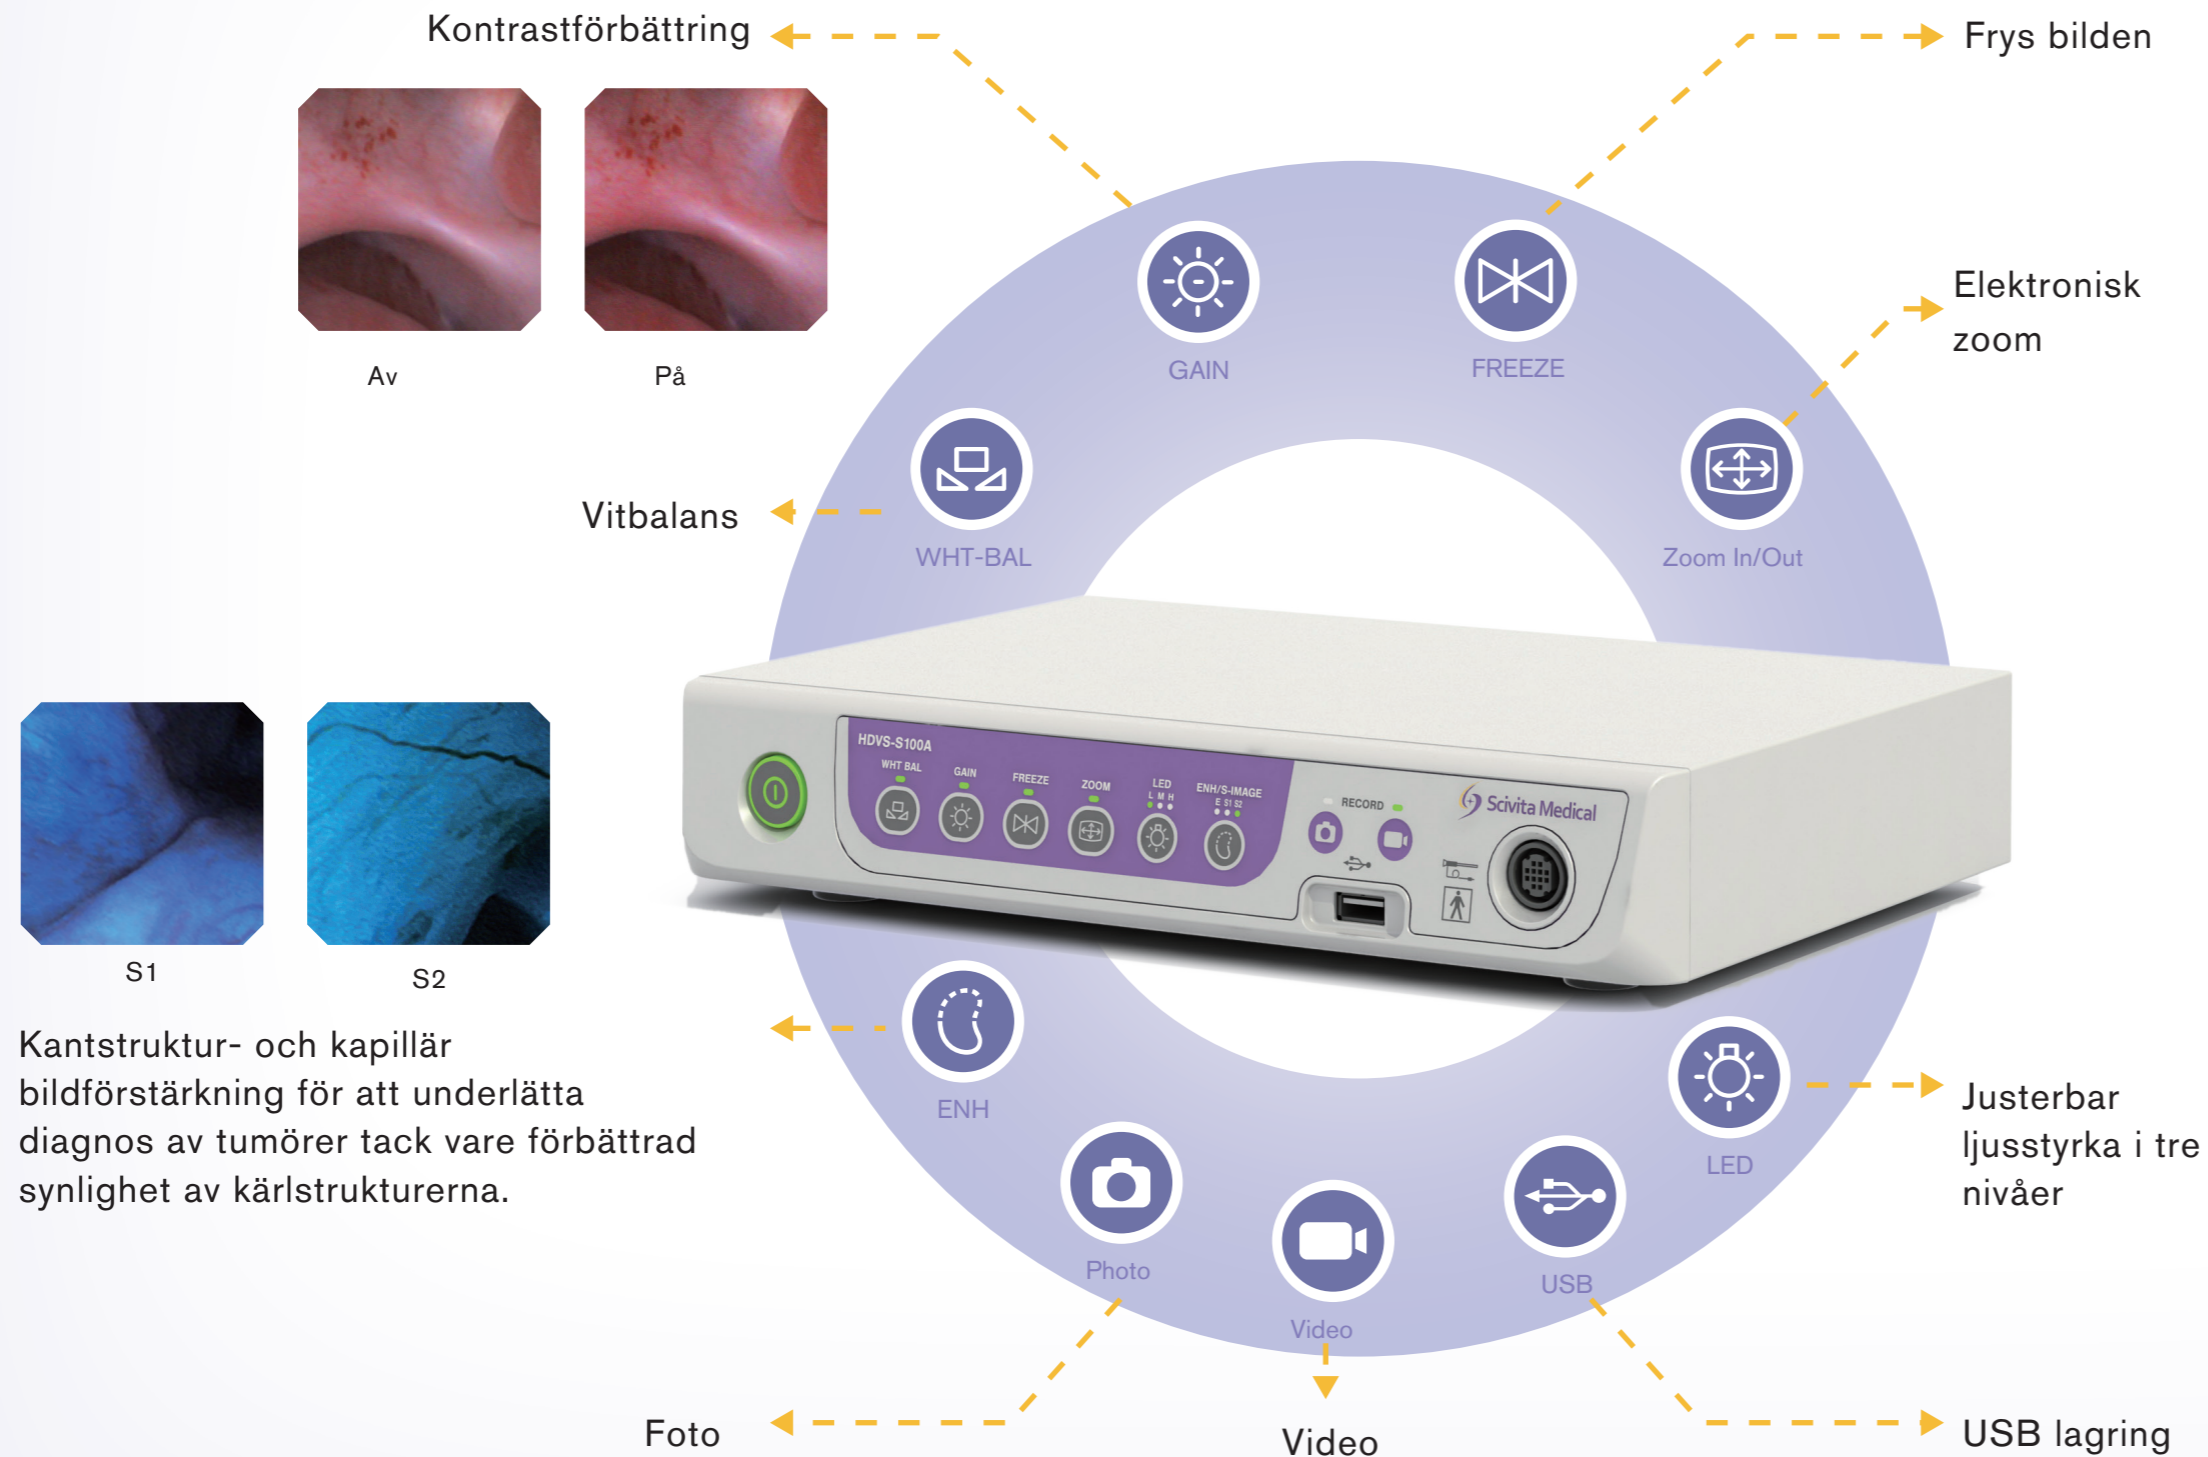 Kontrastförbättring
Frys bilden
Av
På
GAIN
FREEZE
Elektronisk
zoom
Vitbalans
WHT-BAL
Zoom In/Out
HDVS-S100A
WHT BAL
GAIN
FREEZE
ZOOM
LED
L M H
ENH/S-IMAGE
E S1 S2
RECORD
Scivita Medical
S1
S2
Kantstruktur- och kapillär
bildförstärkning för att underlätta
diagnos av tumörer tack vare förbättrad
synlighet av kärlstrukturerna.
ENH
LED
Justerbar
ljusstyrka i tre
nivåer
Photo
Video
USB
Foto
Video
USB lagring